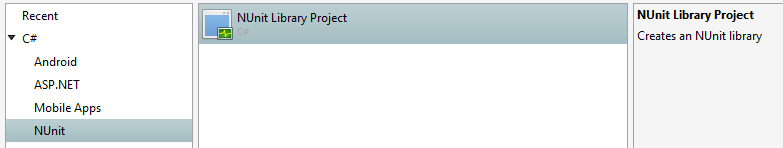 Recent
C#
Android
ASP.NET
Mobile Apps
NUnit
NUnit Library Project
C#
NUnit Library Project
Creates an NUnit library